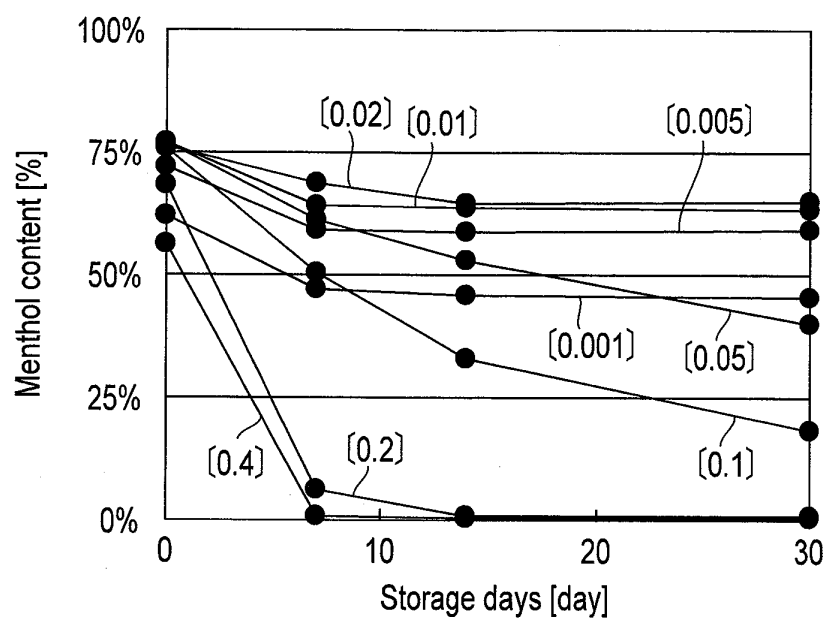 100%
〔0.02〕 〔0.01〕 〔0.005〕
75%
Menthol content [%]
50%
〔0.001〕 〔0.05〕
25%
〔0.4〕 〔0.2〕 〔0.1〕
0%
0 10 20 30
Storage days [day]